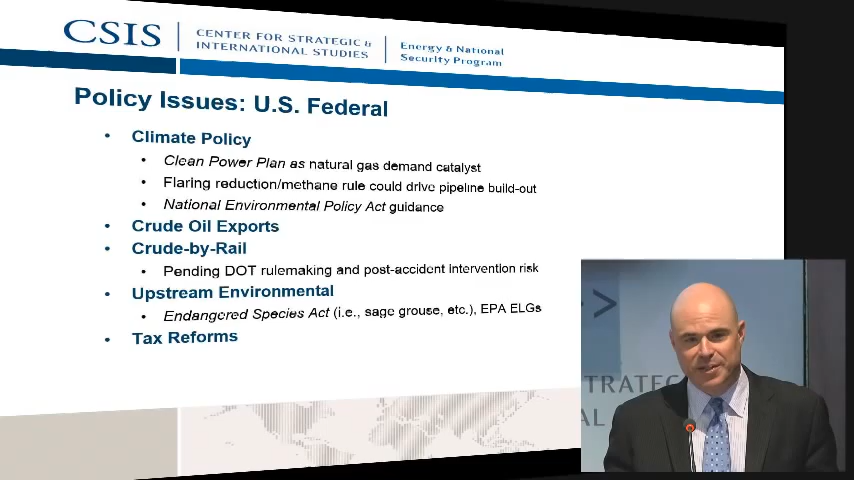 CSIS
CENTER FOR STRATEGIC &
INTERNATIONAL STUDIES
Energy & National
Security Program
Policy Issues: U.S. Federal
• Climate Policy
• Clean Power Plan as natural gas demand catalyst
• Flaring reduction/methane rule could drive pipeline build-out
• National Environmental Policy Act guidance
• Crude Oil Exports
• Crude-by-Rail
• Pending DOT rulemaking and post-accident intervention risk
• Upstream Environmental
• Endangered Species Act (i.e., sage grouse, etc.), EPA ELGs
• Tax Reforms
>
TRATEG
AL